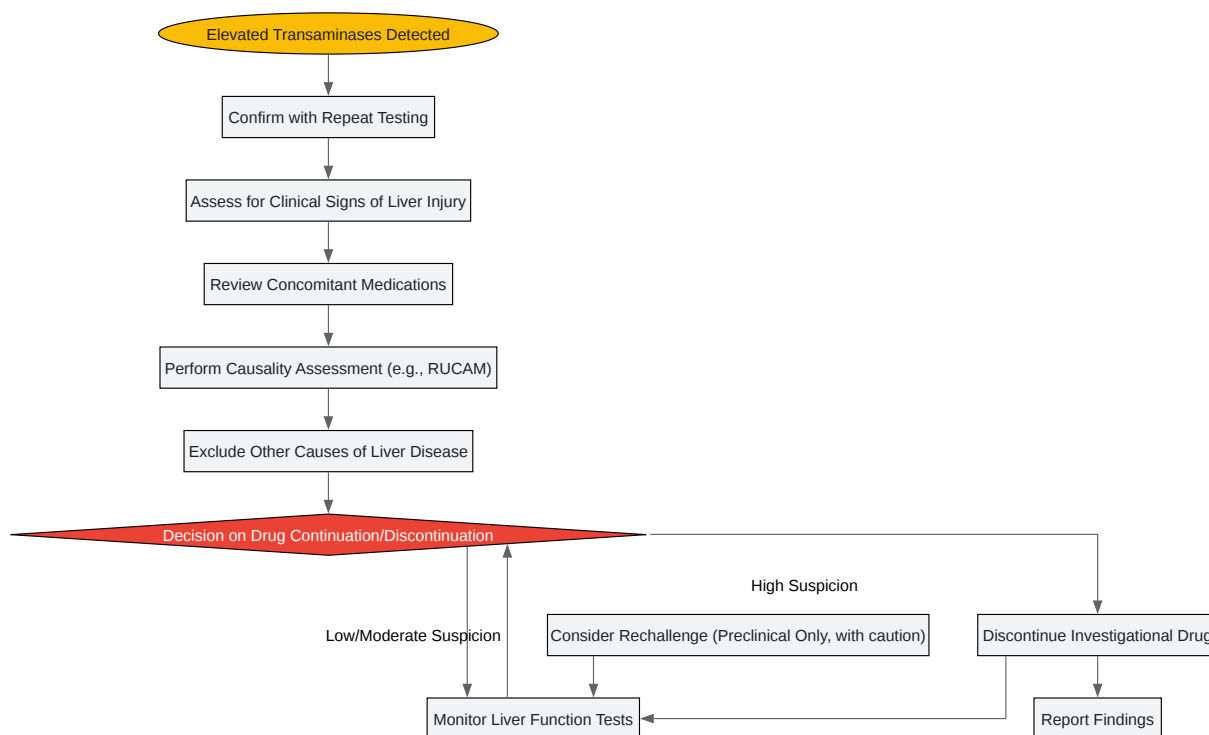 Elevated Transaminases Detected
Confirm with Repeat Testing
Assess for Clinical Signs of Liver Injury
Review Concomitant Medications
Perform Causality Assessment (e.g., RUCAM)
Exclude Other Causes of Liver Disease
Decision on Drug Continuation/Discontinuation
High Suspicion
Low/Moderate Suspicion
Consider Rechallenge (Preclinical Only, with caution)
Discontinue Investigational Drug
Monitor Liver Function Tests
Report Findings